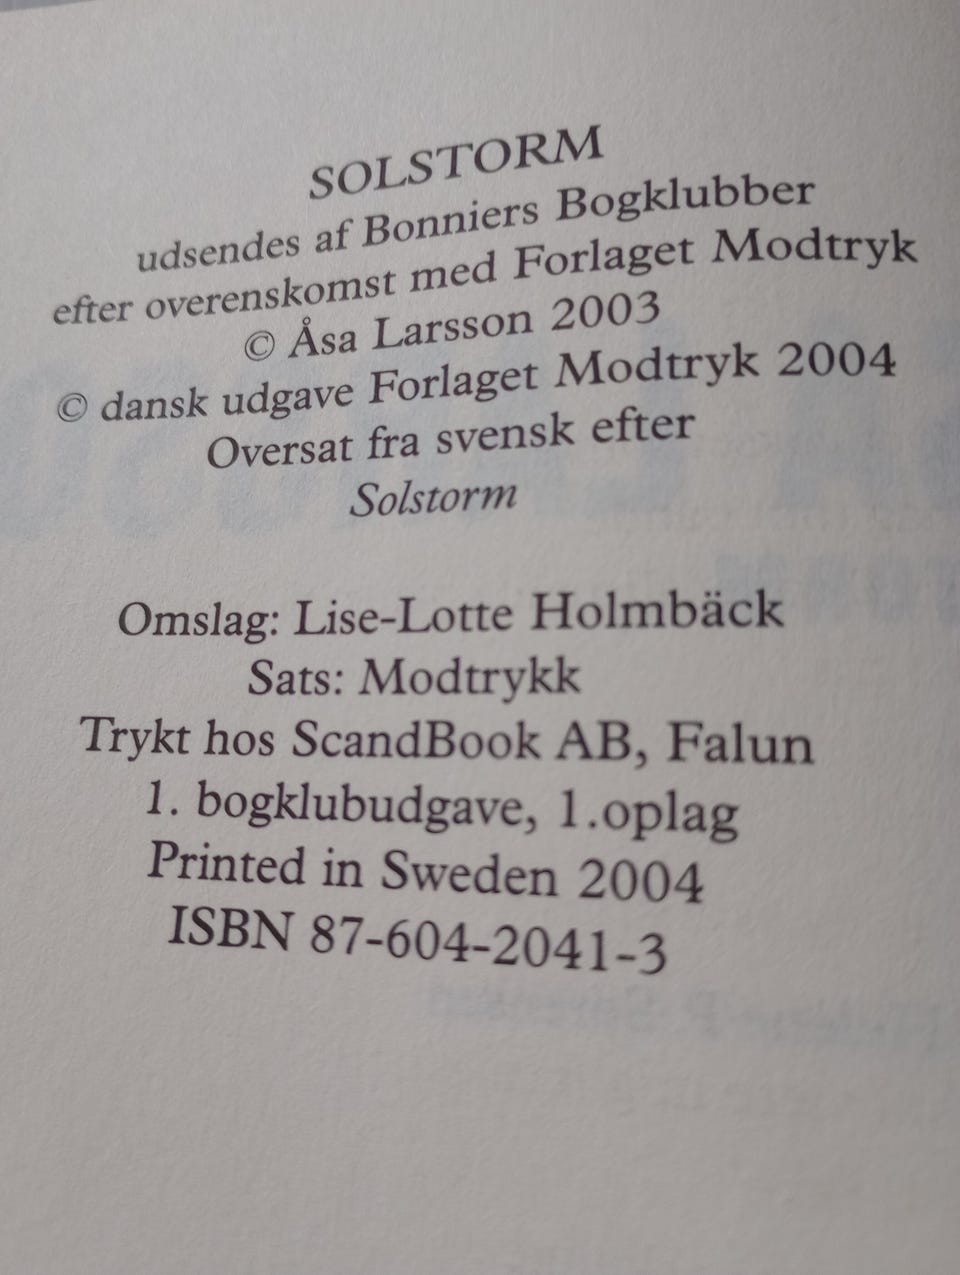 SOLSTORM
udsendes af Bonniers Bogklubber
efter overenskomst med Forlaget Modtryk
© Åsa Larsson 2003
© dansk udgave Forlaget Modtryk 2004
Oversat fra svensk efter
Solstorm
Omslag: Lise-Lotte Holmbäck
Sats: Modtrykk
Trykt hos ScandBook AB, Falun
1. bogklubudgave, 1.oplag
Printed in Sweden 2004
ISBN 87-604-2041-3